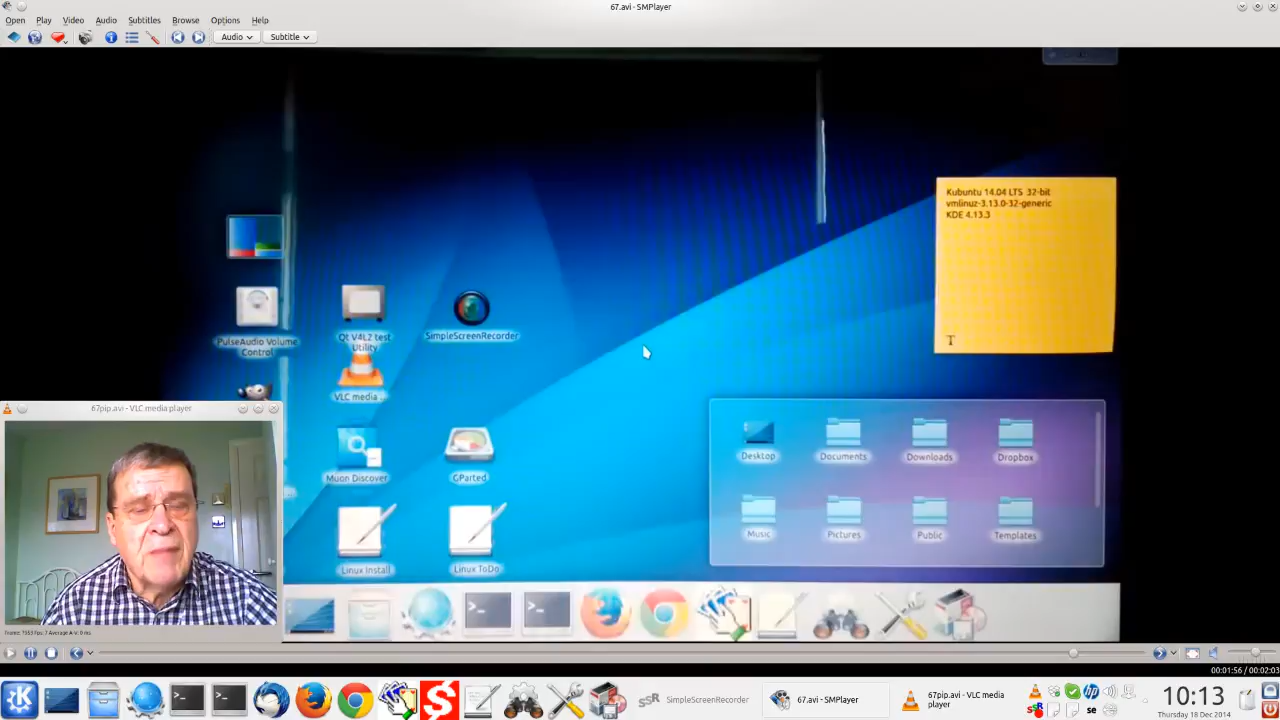 67.avi - SMPlayer
Open Play Video Audio Subtitles Browse Options Help
Audio Subtitle
Kubuntu 14.04 LTS 32-bit
vmlinuz-3.13.0-32-generic
KDE 4.13.3
T
PulseAudio Volume
Control
Qt V4L2 test
Utility
SimpleScreenRecorder
VLC media ...
67pip.avi - VLC media player
Muon Discover
GParted
Desktop Documents Downloads Dropbox
Music Pictures Public Templates
Linux Install
Linux ToDo
00:01:56 / 00:02:03
SimpleScreenRecorder
67.avi - SMPlayer
67pip.avi - VLC media
player
se
10:13
Thursday 18 Dec 2014